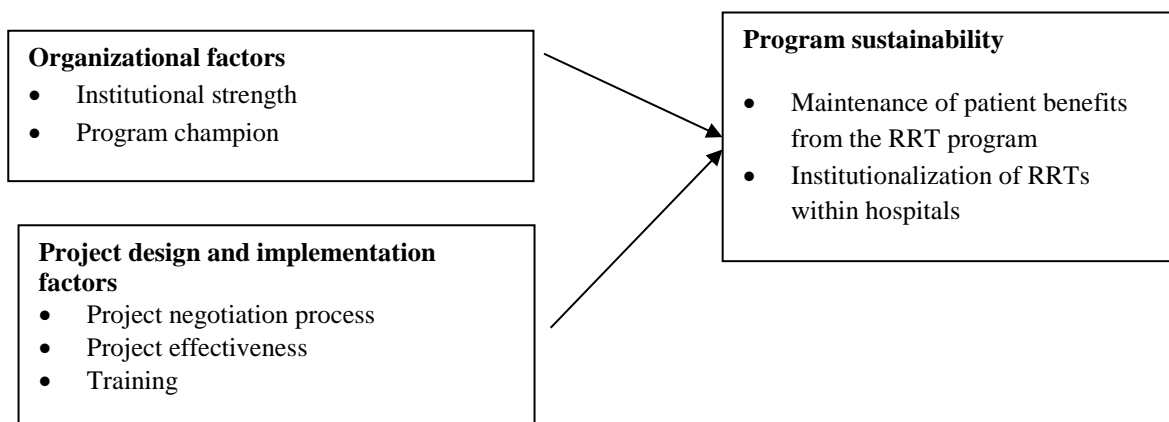 Organizational factors
• Institutional strength
• Program champion
Project design and implementation
factors
• Project negotiation process
• Project effectiveness
• Training
Program sustainability
• Maintenance of patient benefits
from the RRT program
• Institutionalization of RRTs
within hospitals